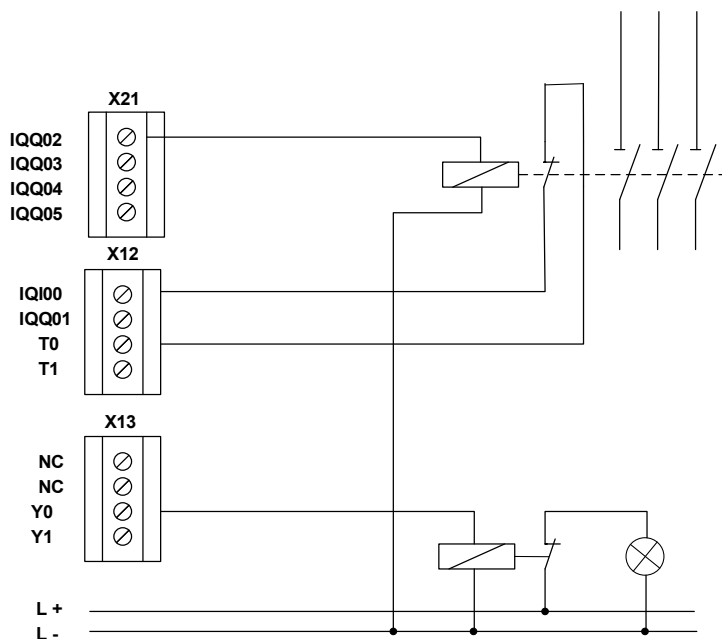 X21
IQQ02
IQQ03
IQQ04
IQQ05
X12
IQI00
IQQ01
T0
T1
X13
NC
NC
Y0
Y1
L +
L -